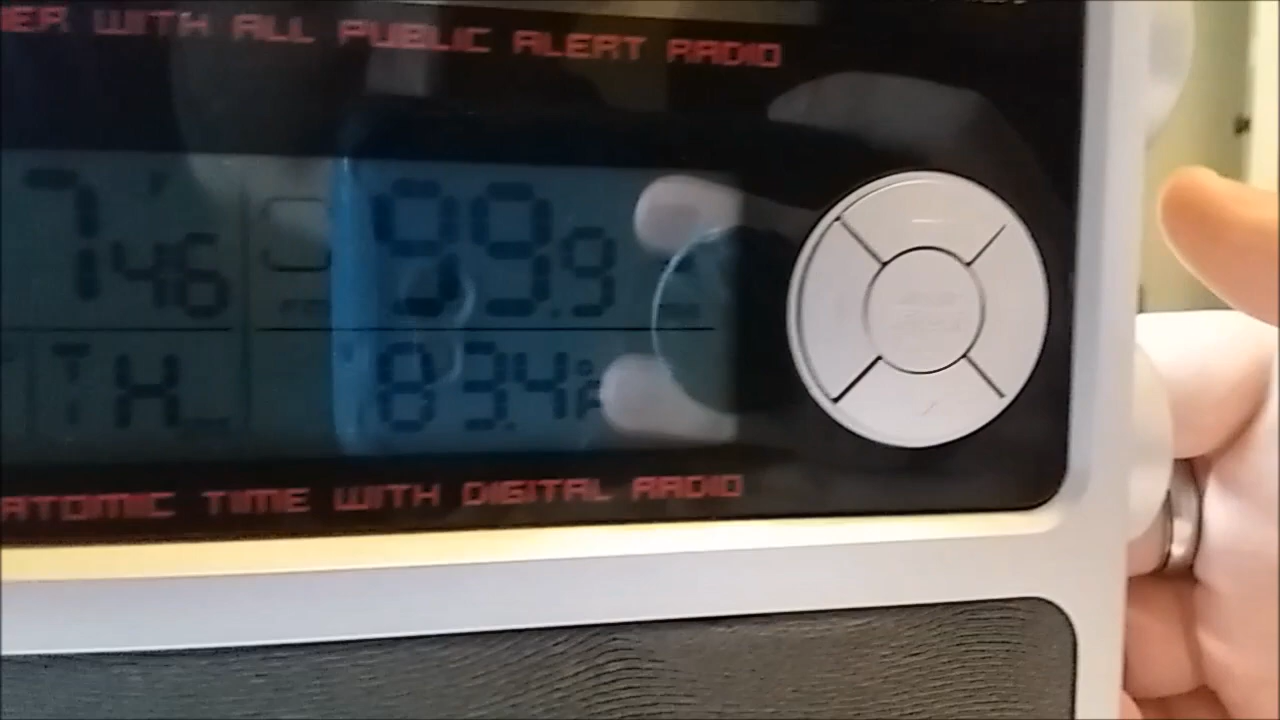 ER WITH ALL PUBLIC ALERT RADIO
7 46 99.9
TH 83.4°F
ATOMIC TIME WITH DIGITAL RADIO